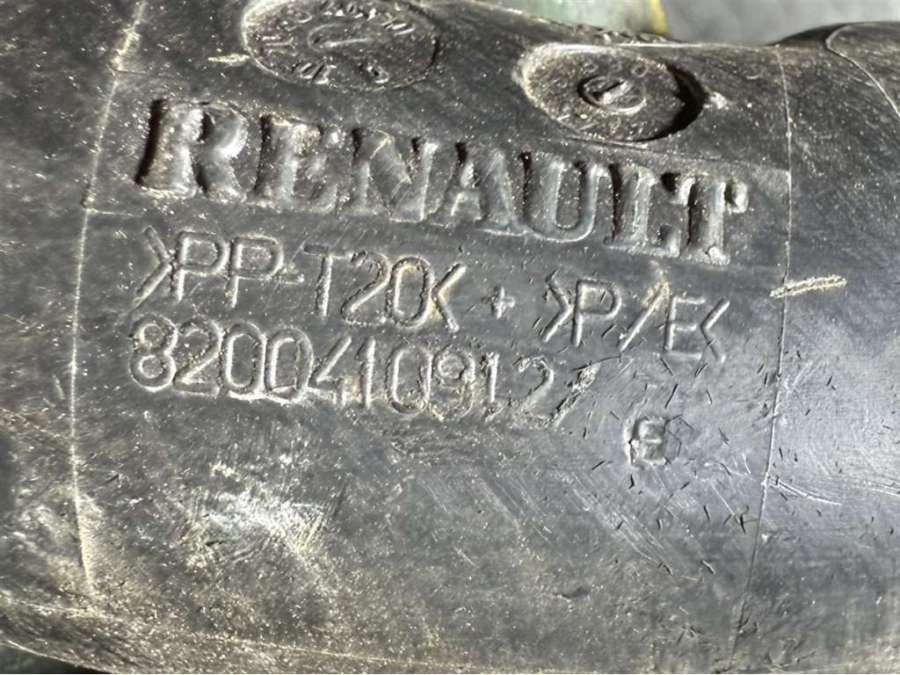 RENAULT
>PP-T20< + >P/E<
8200410912/
E